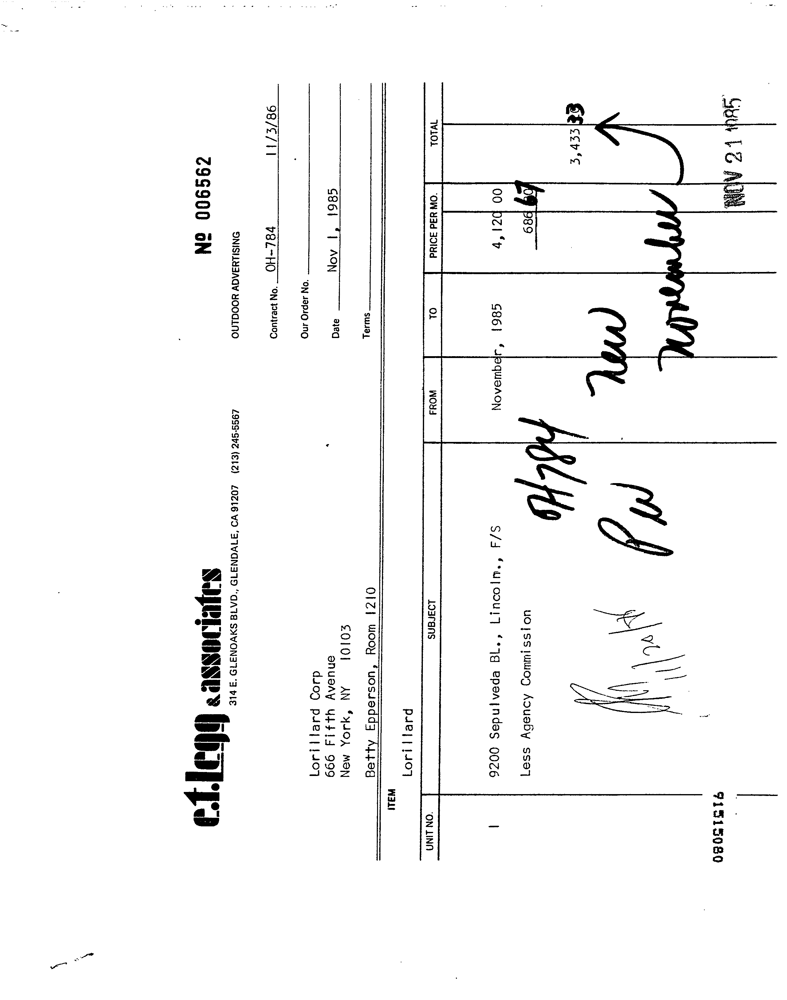 e.t.legg & associates
Nº 006562
314 E. GLENOAKS BLVD., GLENDALE, CA 91207 (213) 245-5567
OUTDOOR ADVERTISING
Contract No. OH-784 11/3/86
Our Order No.
Date Nov 1, 1985
Terms
Lorillard Corp
666 Fifth Avenue
New York, NY 10103
Betty Epperson, Room 1210
ITEM
Lorillard
UNIT NO. SUBJECT FROM TO PRICE PER MO. TOTAL
1 9200 Sepulveda BL., Lincoln., F/S November, 1985 4,120 00
Less Agency Commission 686 67 3,433 33
OH784
New
November
NOV 21 1985
91515080